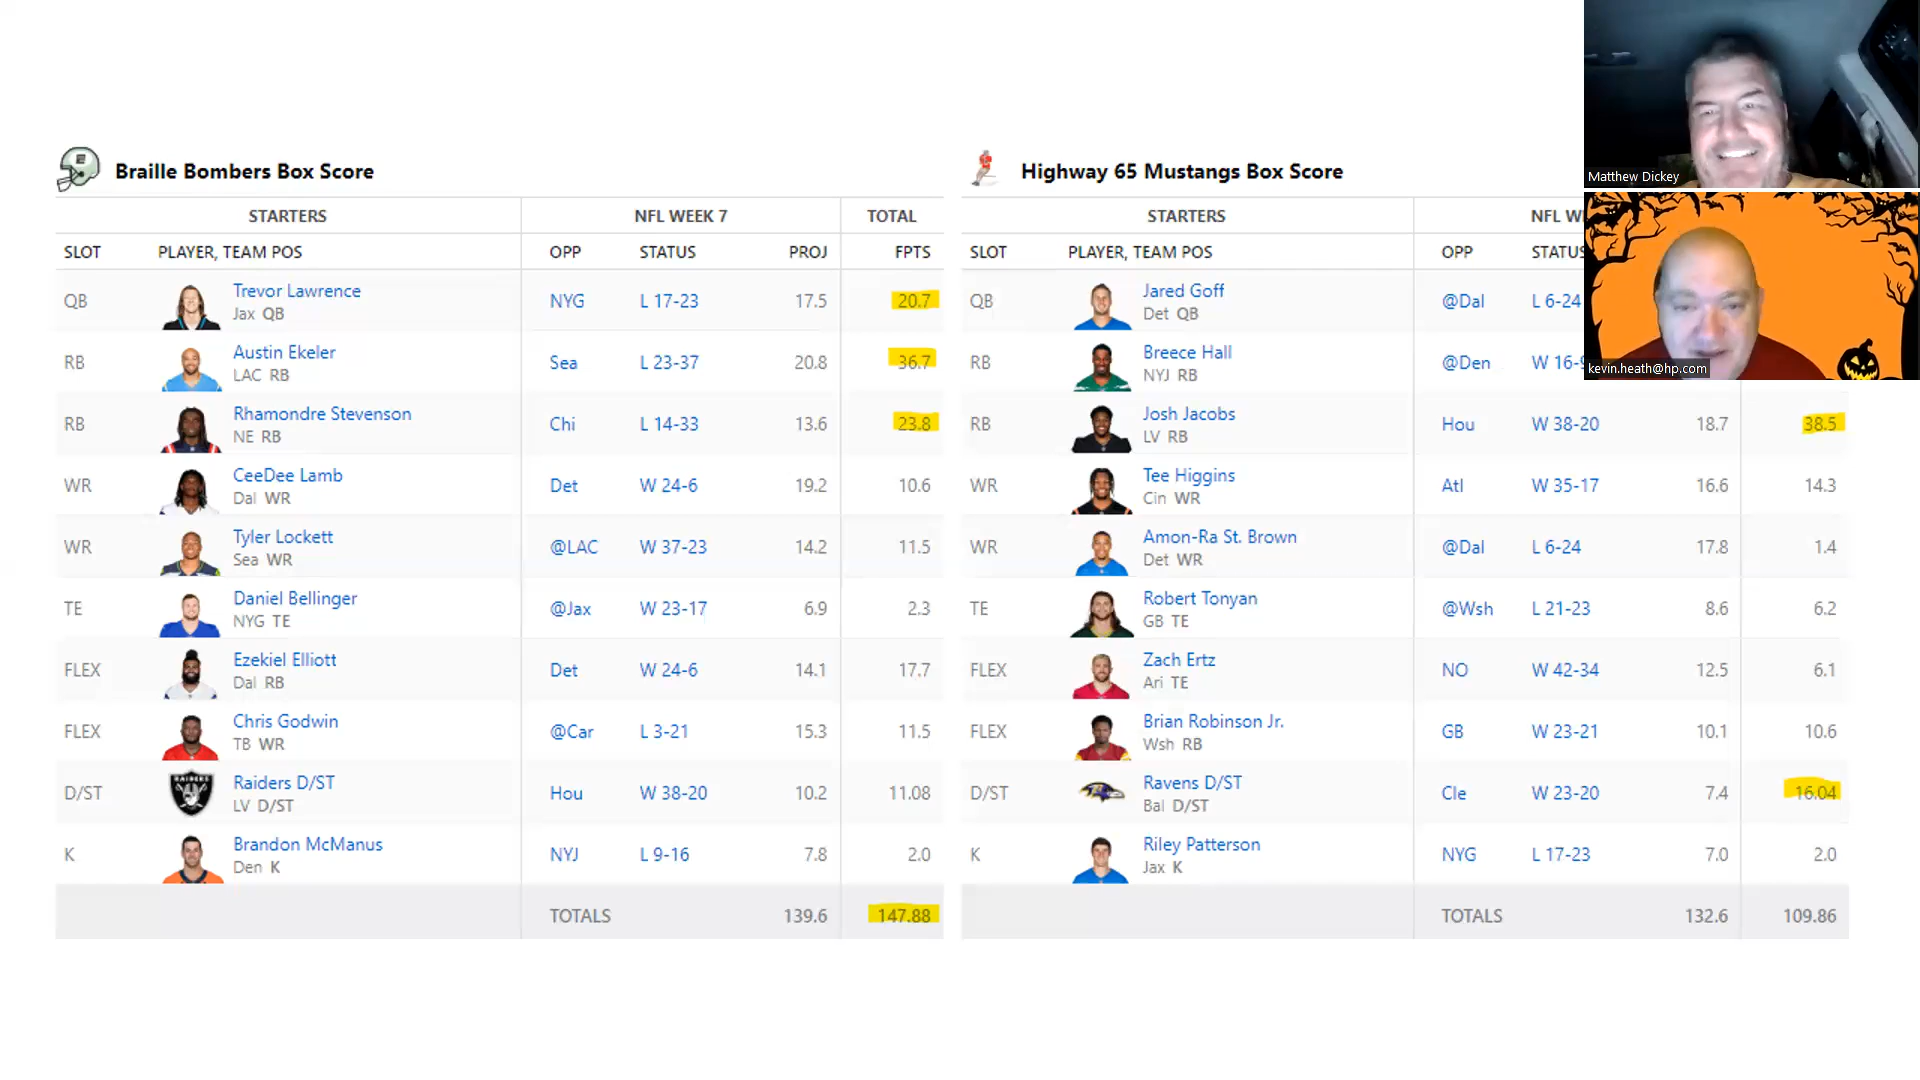 Braille Bombers Box Score
STARTERS NFL WEEK 7 TOTAL
SLOT PLAYER, TEAM POS OPP STATUS PROJ FPTS
QB Trevor Lawrence NYG L 17-23 17.5 20.7
Jax QB
RB Austin Ekeler Sea L 23-37 20.8 36.7
LAC RB
RB Rhamondre Stevenson Chi L 14-33 13.6 23.8
NE RB
WR CeeDee Lamb Det W 24-6 19.2 10.6
Dal WR
WR Tyler Lockett @LAC W 37-23 14.2 11.5
Sea WR
TE Daniel Bellinger @Jax W 23-17 6.9 2.3
NYG TE
FLEX Ezekiel Elliott Det W 24-6 14.1 17.7
Dal RB
FLEX Chris Godwin @Car L 3-21 15.3 11.5
TB WR
D/ST Raiders D/ST Hou W 38-20 10.2 11.08
LV D/ST
RAIDERS
K Brandon McManus NYJ L 9-16 7.8 2.0
Den K
TOTALS 139.6 147.88
Highway 65 Mustangs Box Score
STARTERS NFL
SLOT PLAYER, TEAM POS OPP
QB Jared Goff @Dal L 6-24
Det QB
RB Breece Hall @Den W 16-9
NYJ RB
RB Josh Jacobs Hou W 38-20 18.7 38.5
LV RB
WR Tee Higgins Atl W 35-17 16.6 14.3
Cin WR
WR Amon-Ra St. Brown @Dal L 6-24 17.8 1.4
Det WR
TE Robert Tonyan @Wsh L 21-23 8.6 6.2
GB TE
FLEX Zach Ertz NO W 42-34 12.5 6.1
Ari TE
FLEX Brian Robinson Jr. GB W 23-21 10.1 10.6
Wsh RB
D/ST Ravens D/ST Cle W 23-20 7.4 16.04
Bal D/ST
K Riley Patterson NYG L 17-23 7.0 2.0
Jax K
TOTALS 132.6 109.86
Matthew Dickey
kevin.heath@hp.com